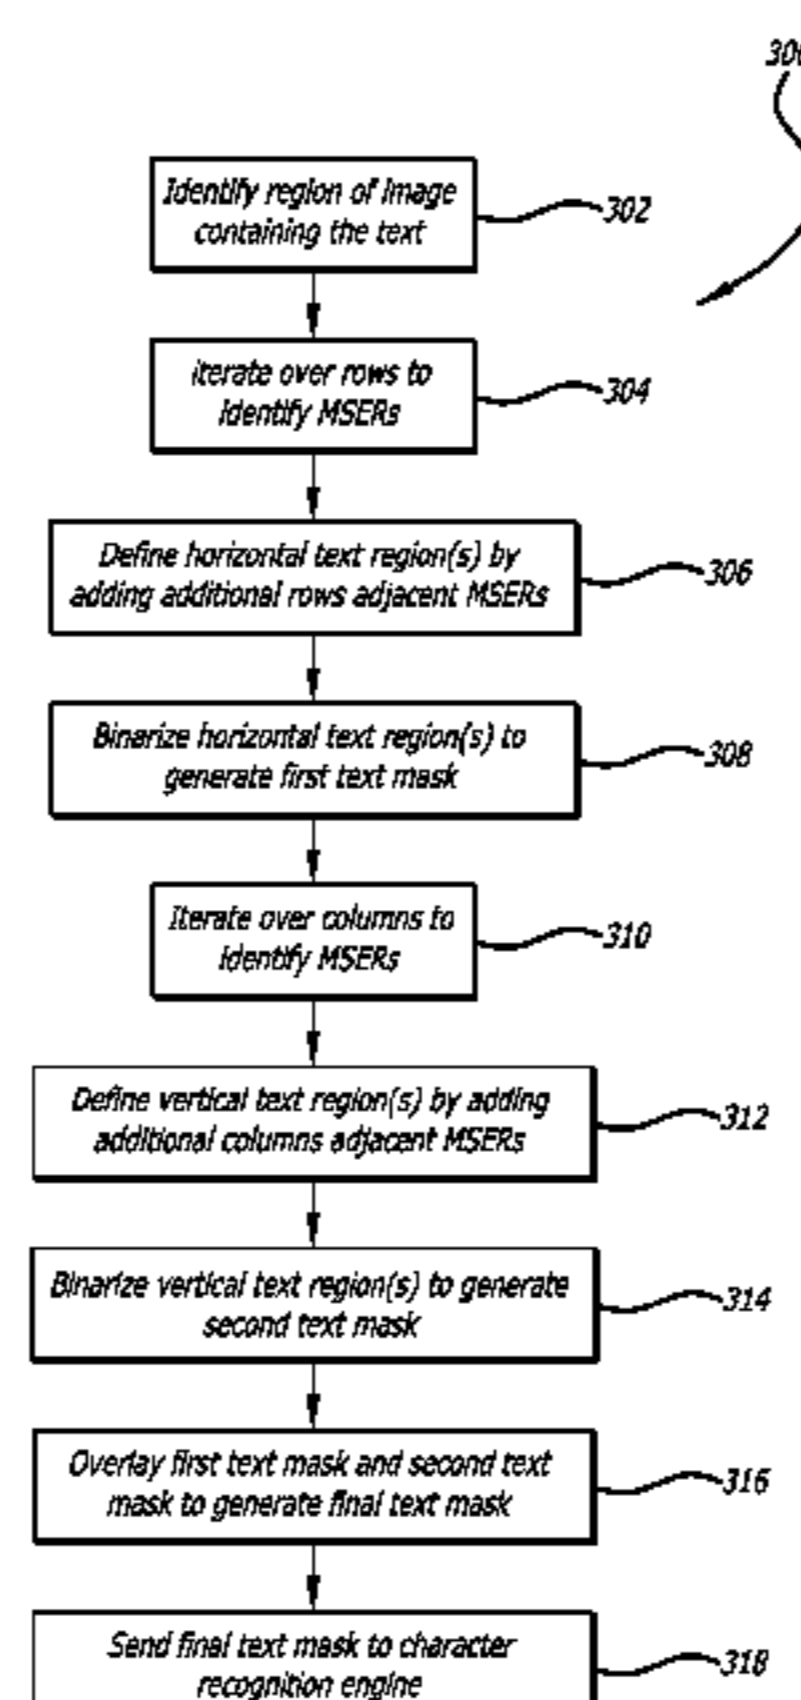 300
Identify region of image
containing the text
302
Iterate over rows to
identify MSERs
304
Define horizontal text region(s) by
adding additional rows adjacent MSERs
306
Binarize horizontal text region(s) to
generate first text mask
308
Iterate over columns to
identify MSERs
310
Define vertical text region(s) by adding
additional columns adjacent MSERs
312
Binarize vertical text region(s) to generate
second text mask
314
Overlay first text mask and second text
mask to generate final text mask
316
Send final text mask to character
recognition engine
318